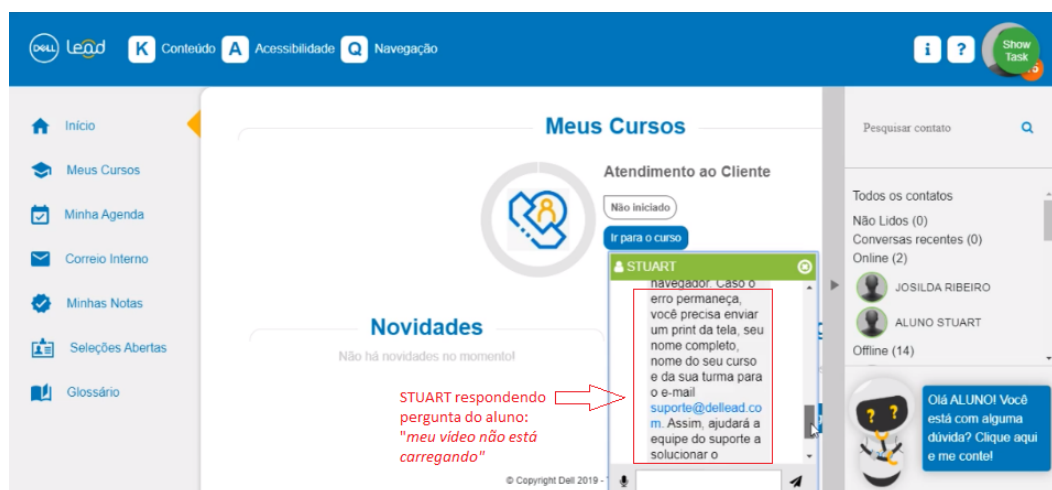 DELL Lead
K Conteúdo A Acessibilidade Q Navegação
i ?
Show
Task
Início
Meus Cursos
Minha Agenda
Correio Interno
Minhas Notas
Seleções Abertas
Glossário
Meus Cursos
Atendimento ao Cliente
Não iniciado
Ir para o curso
Novidades
Não há novidades no momento!
STUART respondendo
pergunta do aluno:
"meu vídeo não está
carregando"
© Copyright Dell 2019 -
STUART
navegador. Caso o
erro permaneça,
você precisa enviar
um print da tela, seu
nome completo,
nome do seu curso
e da sua turma para
o e-mail
suporte@dellead.co
m. Assim, ajudará a
equipe do suporte a
solucionar o
Pesquisar contato
Todos os contatos
Não Lidos (0)
Conversas recentes (0)
Online (2)
JOSILDA RIBEIRO
ALUNO STUART
Offline (14)
? ?
Olá ALUNO! Você
está com alguma
dúvida? Clique aqui
e me conte!